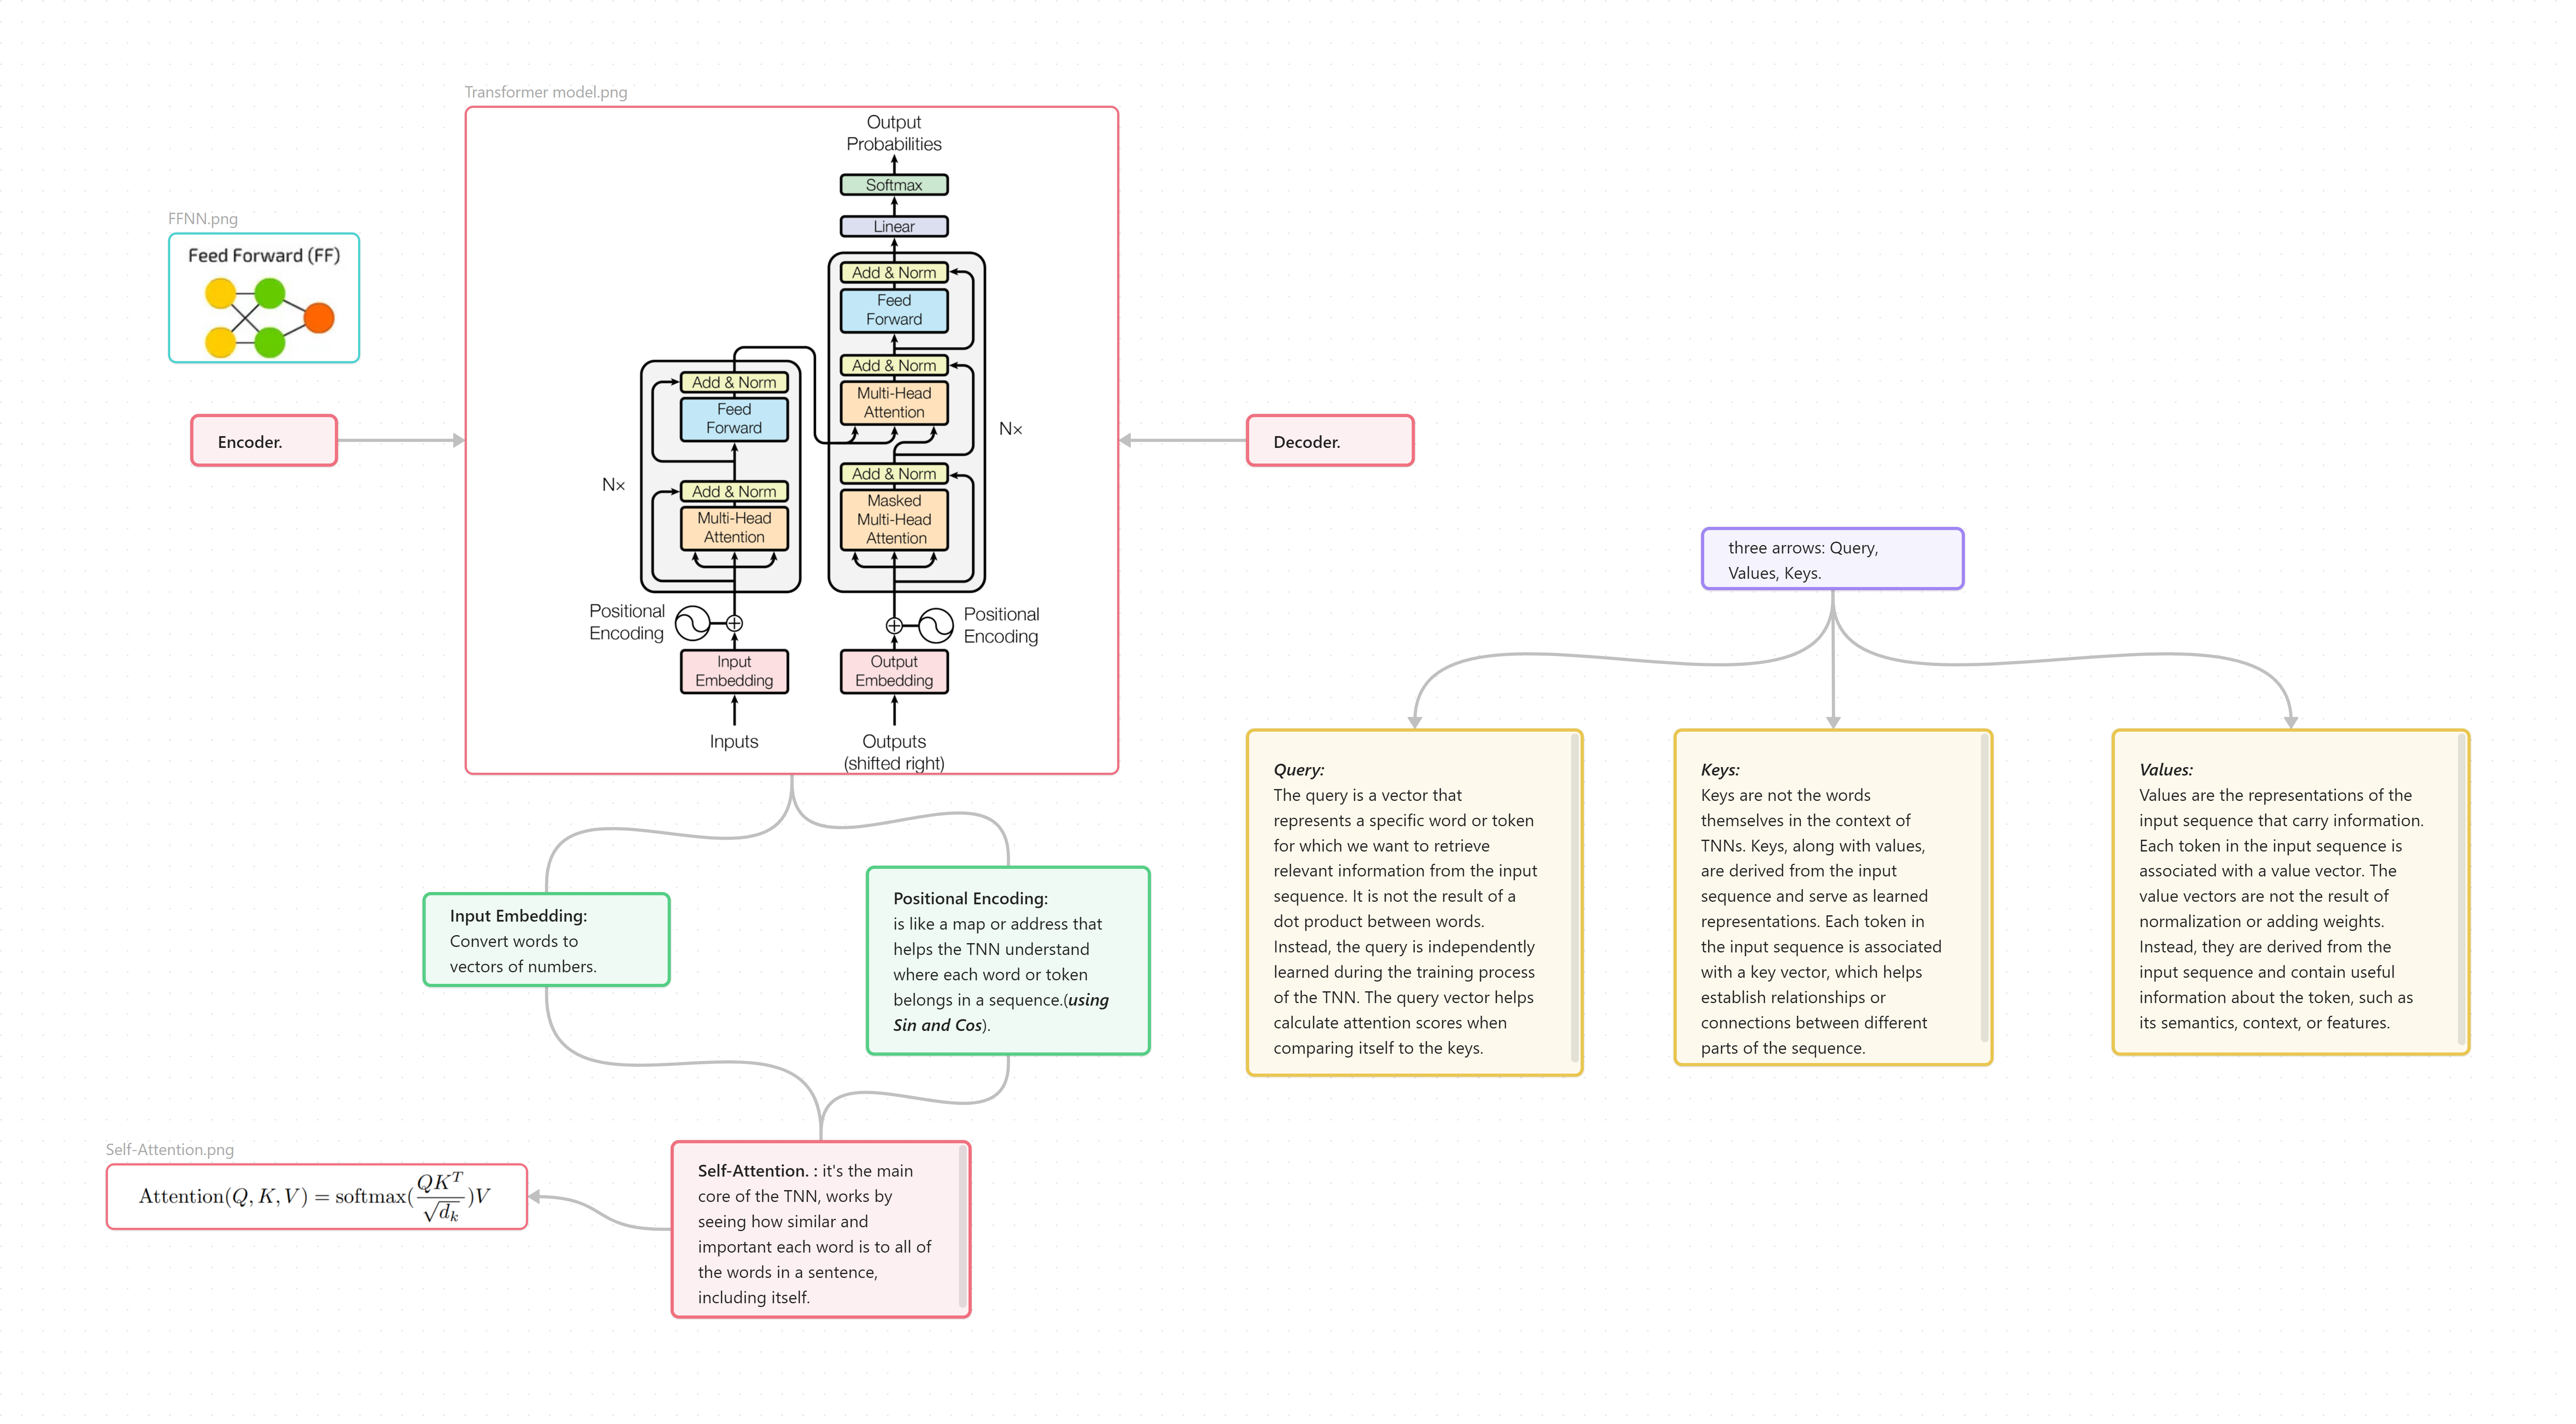 Transformer model.png
Output
Probabilities
Softmax
Linear
Add & Norm
Feed
Forward
Add & Norm
Multi-Head
Attention
Add & Norm
Masked
Multi-Head
Attention
Nx
Positional
Encoding
Output
Embedding
Outputs
(shifted right)
Add & Norm
Feed
Forward
Add & Norm
Multi-Head
Attention
Nx
Positional
Encoding
Input
Embedding
Inputs
FFNN.png
Feed Forward (FF)
Encoder.
Decoder.
three arrows: Query,
Values, Keys.
Query:
The query is a vector that
represents a specific word or token
for which we want to retrieve
relevant information from the input
sequence. It is not the result of a
dot product between words.
Instead, the query is independently
learned during the training process
of the TNN. The query vector helps
calculate attention scores when
comparing itself to the keys.
Keys:
Keys are not the words
themselves in the context of
TNNs. Keys, along with values,
are derived from the input
sequence and serve as learned
representations. Each token in
the input sequence is associated
with a key vector, which helps
establish relationships or
connections between different
parts of the sequence.
Values:
Values are the representations of the
input sequence that carry information.
Each token in the input sequence is
associated with a value vector. The
value vectors are not the result of
normalization or adding weights.
Instead, they are derived from the
input sequence and contain useful
information about the token, such as
its semantics, context, or features.
Input Embedding:
Convert words to
vectors of numbers.
Positional Encoding:
is like a map or address that
helps the TNN understand
where each word or token
belongs in a sequence.(using
Sin and Cos).
Self-Attention.png
Attention(Q, K, V) = softmax(QK^T / √d_k)V
Self-Attention. : it's the main
core of the TNN, works by
seeing how similar and
important each word is to all of
the words in a sentence,
including itself.